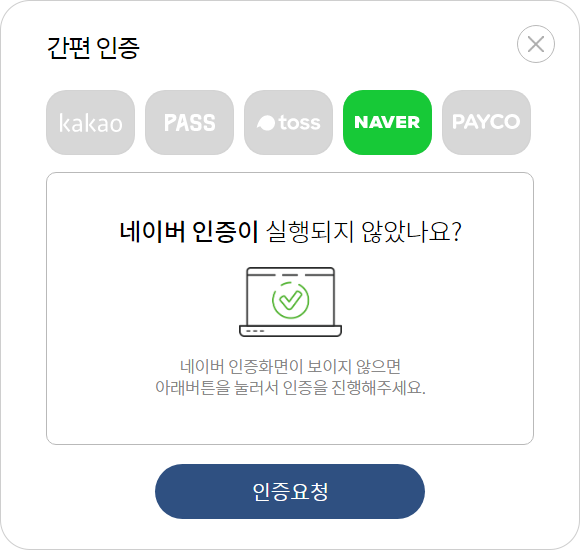 간편 인증
kakao
PASS
toss
NAVER
PAYCO
네이버 인증이 실행되지 않았나요?
네이버 인증화면이 보이지 않으면
아래버튼을 눌러서 인증을 진행해주세요.
인증요청